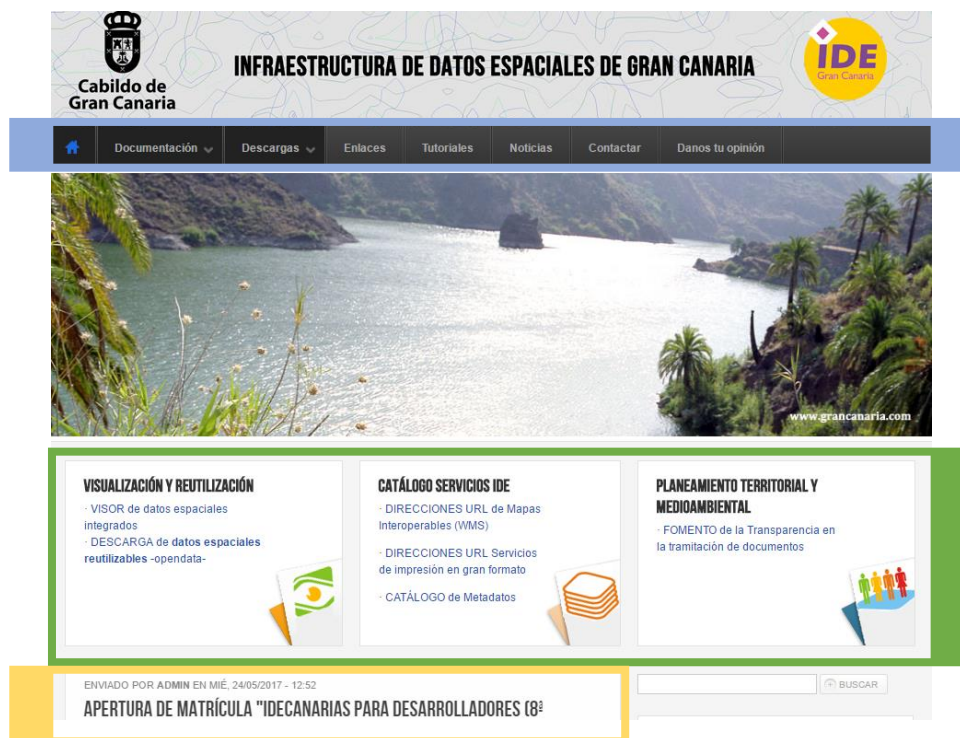 Cabildo de
Gran Canaria
INFRAESTRUCTURA DE DATOS ESPACIALES DE GRAN CANARIA
IDE
Gran Canaria
Documentación
Descargas
Enlaces
Tutoriales
Noticias
Contactar
Danos tu opinión
www.grancanaria.com
VISUALIZACIÓN Y REUTILIZACIÓN
· VISOR de datos espaciales
integrados
· DESCARGA de datos espaciales
reutilizables -opendata-
CATÁLOGO SERVICIOS IDE
· DIRECCIONES URL de Mapas
Interoperables (WMS)
· DIRECCIONES URL Servicios
de impresión en gran formato
· CATÁLOGO de Metadatos
PLANEAMIENTO TERRITORIAL Y
MEDIOAMBIENTAL
· FOMENTO de la Transparencia en
la tramitación de documentos
ENVIADO POR ADMIN EN MIÉ, 24/05/2017 - 12:52
APERTURA DE MATRÍCULA "IDECANARIAS PARA DESARROLLADORES (8ª
BUSCAR